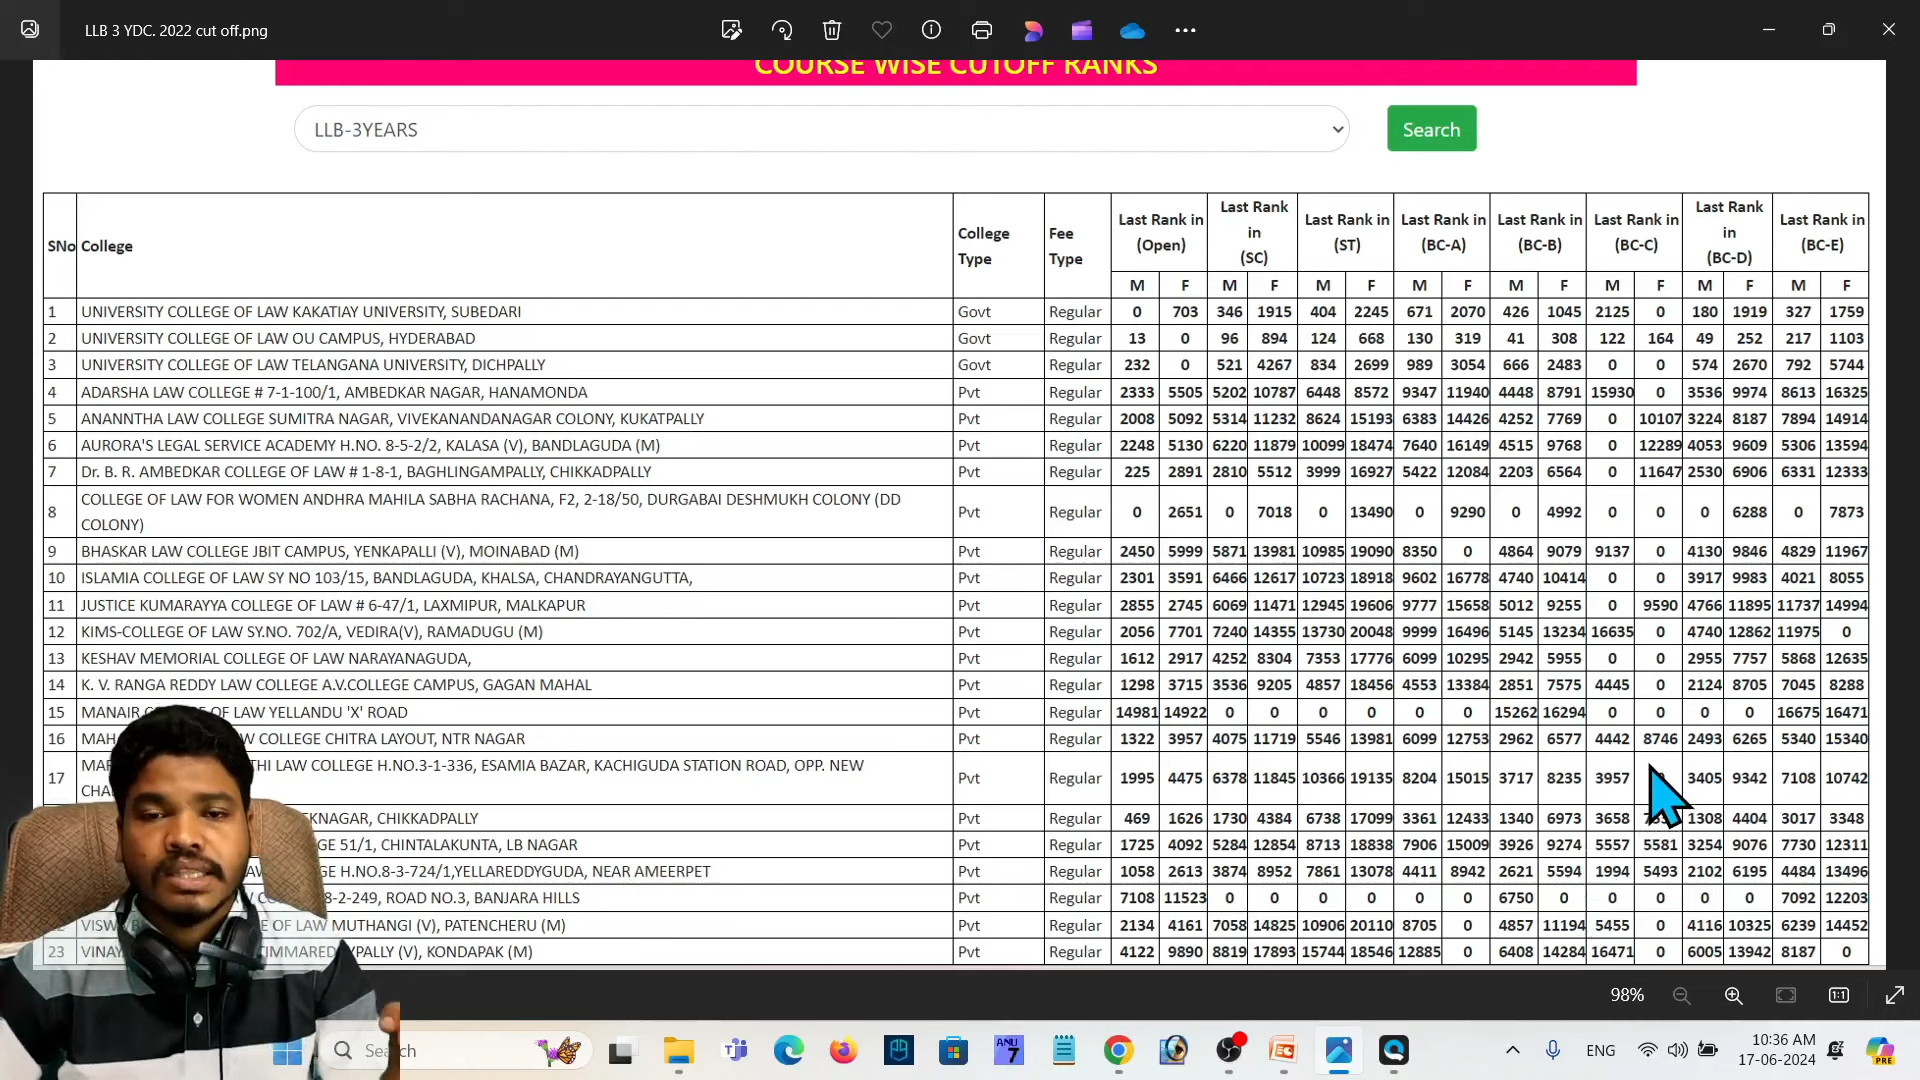 LLB 3 YDC. 2022 cut off.png
COURSE WISE CUTOFF RANKS
LLB-3YEARS
Search
SNo College College Type Fee Type Last Rank in (Open) Last Rank in (SC) Last Rank in (ST) Last Rank in (BC-A) Last Rank in (BC-B) Last Rank in (BC-C) Last Rank in (BC-D) Last Rank in (BC-E)
M F M F M F M F M F M F M F M F
1 UNIVERSITY COLLEGE OF LAW KAKATIAY UNIVERSITY, SUBEDARI Govt Regular 0 703 346 1915 404 2245 671 2070 426 1045 2125 0 180 1919 327 1759
2 UNIVERSITY COLLEGE OF LAW OU CAMPUS, HYDERABAD Govt Regular 13 0 96 894 124 668 130 319 41 308 122 164 49 252 217 1103
3 UNIVERSITY COLLEGE OF LAW TELANGANA UNIVERSITY, DICHPALLY Govt Regular 232 0 521 4267 834 2699 989 3054 666 2483 0 0 574 2670 792 5744
4 ADARSHA LAW COLLEGE # 7-1-100/1, AMBEDKAR NAGAR, HANAMONDA Pvt Regular 2333 5505 5202 10787 6448 8572 9347 11940 4448 8791 15930 0 3536 9974 8613 16325
5 ANANNTHA LAW COLLEGE SUMITRA NAGAR, VIVEKANANDANAGAR COLONY, KUKATPALLY Pvt Regular 2008 5092 5314 11232 8624 15193 6383 14426 4252 7769 0 10107 3224 8187 7894 14914
6 AURORA'S LEGAL SERVICE ACADEMY H.NO. 8-5-2/2, KALASA (V), BANDLAGUDA (M) Pvt Regular 2248 5130 6220 11879 10099 18474 7640 16149 4515 9768 0 12289 4053 9609 5306 13594
7 Dr. B. R. AMBEDKAR COLLEGE OF LAW # 1-8-1, BAGHLINGAMPALLY, CHIKKADPALLY Pvt Regular 225 2891 2810 5512 3999 16927 5422 12084 2203 6564 0 11647 2530 6906 6331 12333
8 COLLEGE OF LAW FOR WOMEN ANDHRA MAHILA SABHA RACHANA, F2, 2-18/50, DURGABAI DESHMUKH COLONY (DD COLONY) Pvt Regular 0 2651 0 7018 0 13490 0 9290 0 4992 0 0 0 6288 0 7873
9 BHASKAR LAW COLLEGE JBIT CAMPUS, YENKAPALLI (V), MOINABAD (M) Pvt Regular 2450 5999 5871 13981 10985 19090 8350 0 4864 9079 9137 0 4130 9846 4829 11967
10 ISLAMIA COLLEGE OF LAW SY NO 103/15, BANDLAGUDA, KHALSA, CHANDRAYANGUTTA, Pvt Regular 2301 3591 6466 12617 10723 18918 9602 16778 4740 10414 0 0 3917 9983 4021 8055
11 JUSTICE KUMARAYYA COLLEGE OF LAW # 6-47/1, LAXMIPUR, MALKAPUR Pvt Regular 2855 2745 6069 11471 12945 19606 9777 15658 5012 9255 0 9590 4766 11895 11737 14994
12 KIMS-COLLEGE OF LAW SY.NO. 702/A, VEDIRA(V), RAMADUGU (M) Pvt Regular 2056 7701 7240 14355 13730 20048 9999 16496 5145 13234 16635 0 4740 12862 11975 0
13 KESHAV MEMORIAL COLLEGE OF LAW NARAYANAGUDA, Pvt Regular 1612 2917 4252 8304 7353 17776 6099 10295 2942 5955 0 0 2955 7757 5868 12635
14 K. V. RANGA REDDY LAW COLLEGE A.V.COLLEGE CAMPUS, GAGAN MAHAL Pvt Regular 1298 3715 3536 9205 4857 18456 4553 13384 2851 7575 4445 0 2124 8705 7045 8288
15 MANAIR OF LAW YELLANDU 'X' ROAD Pvt Regular 14981 14922 0 0 0 0 0 0 15262 16294 0 0 0 0 16675 16471
16 COLLEGE CHITRA LAYOUT, NTR NAGAR Pvt Regular 1322 3957 4075 11719 5546 13981 6099 12753 2962 6577 4442 8746 2493 6265 5340 15340
17 LAW COLLEGE H.NO.3-1-336, ESAMIA BAZAR, KACHIGUDA STATION ROAD, OPP. NEW Pvt Regular 1995 4475 6378 11845 10366 19135 8204 15015 3717 8235 3957 3405 9342 7108 10742
CHIKKADPALLY Pvt Regular 469 1626 1730 4384 6738 17099 3361 12433 1340 6973 3658 1308 4404 3017 3348
51/1, CHINTALAKUNTA, LB NAGAR Pvt Regular 1725 4092 5284 12854 8713 18838 7906 15009 3926 9274 5557 5581 3254 9076 7730 12311
H.NO.8-3-724/1,YELLAREDDYGUDA, NEAR AMEERPET Pvt Regular 1058 2613 3874 8952 7861 13078 4411 8942 2621 5594 1994 5493 2102 6195 4484 13496
8-2-249, ROAD NO.3, BANJARA HILLS Pvt Regular 7108 11523 0 0 0 0 0 0 6750 0 0 0 0 0 7092 12203
OF LAW MUTHANGI (V), PATENCHERU (M) Pvt Regular 2134 4161 7058 14825 10906 20110 8705 0 4857 11194 5455 0 4116 10325 6239 14452
23 (V), KONDAPAK (M) Pvt Regular 4122 9890 8819 17893 15744 18546 12885 0 6408 14284 16471 0 6005 13942 8187 0
98%
Search
ENG
10:36 AM
17-06-2024